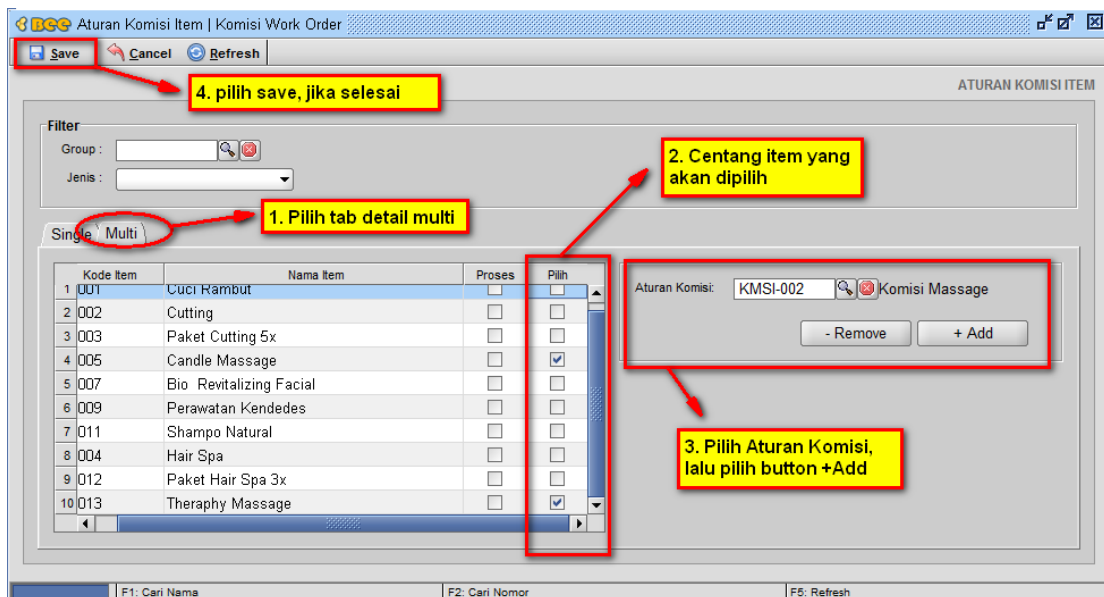 Bee Aturan Komisi Item | Komisi Work Order
Save Cancel Refresh
4. pilih save, jika selesai
ATURAN KOMISI ITEM
Filter
Group :
Jenis :
2. Centang item yang
akan dipilih
1. Pilih tab detail multi
Single Multi
Kode Item Nama Item Proses Pilih
1 001 Cuci Rambut
2 002 Cutting
3 003 Paket Cutting 5x
4 005 Candle Massage
5 007 Bio Revitalizing Facial
6 009 Perawatan Kendedes
7 011 Shampo Natural
8 004 Hair Spa
9 012 Paket Hair Spa 3x
10 013 Theraphy Massage
Aturan Komisi: KMSI-002 Komisi Massage
- Remove + Add
3. Pilih Aturan Komisi,
lalu pilih button +Add
F1: Cari Nama F2: Cari Nomor F5: Refresh